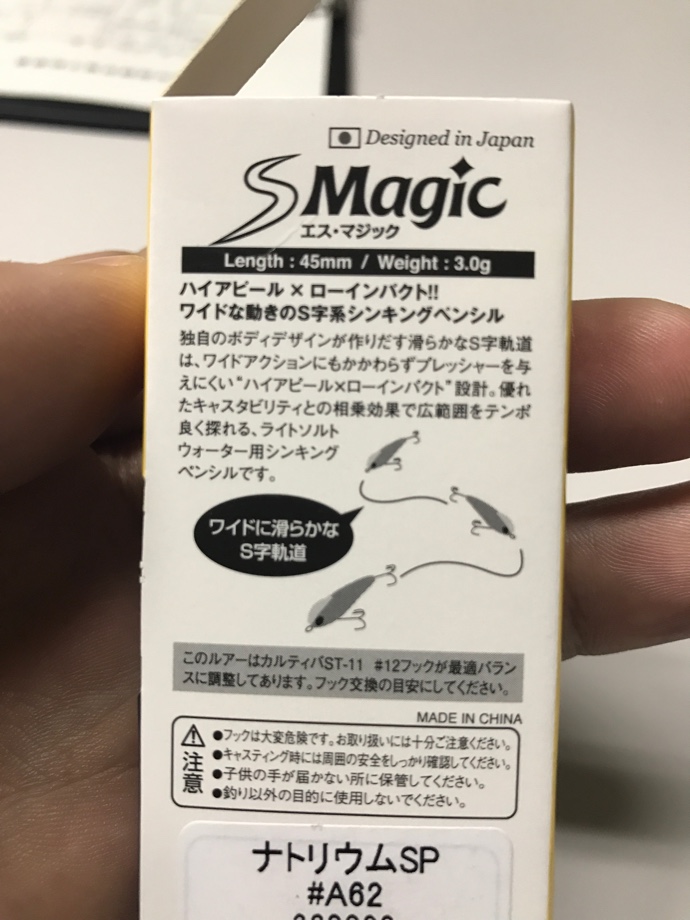 Designed in Japan
S Magic
エス・マジック
Length : 45mm / Weight : 3.0g
ハイアピール × ローインパクト!!
ワイドな動きのS字系シンキングペンシル
独自のボディデザインが作りだす滑らかなS字軌道
は、ワイドアクションにもかかわらずプレッシャーを与
えにくい“ハイアピール×ローインパクト”設計。優れ
たキャスタビリティとの相乗効果で広範囲をテンポ
良く探れる、ライトソルト
ウォーター用シンキング
ペンシルです。
ワイドに滑らかな
S字軌道
このルアーはカルティバST-11 #12フックが最適バラン
スに調整してあります。フック交換の目安にしてください。
MADE IN CHINA
注意
●フックは大変危険です。お取り扱いには十分ご注意ください。
●キャスティング時には周囲の安全をしっかり確認してください。
●子供の手が届かない所に保管してください。
●釣り以外の目的に使用しないでください。
ナトリウムSP
#A62